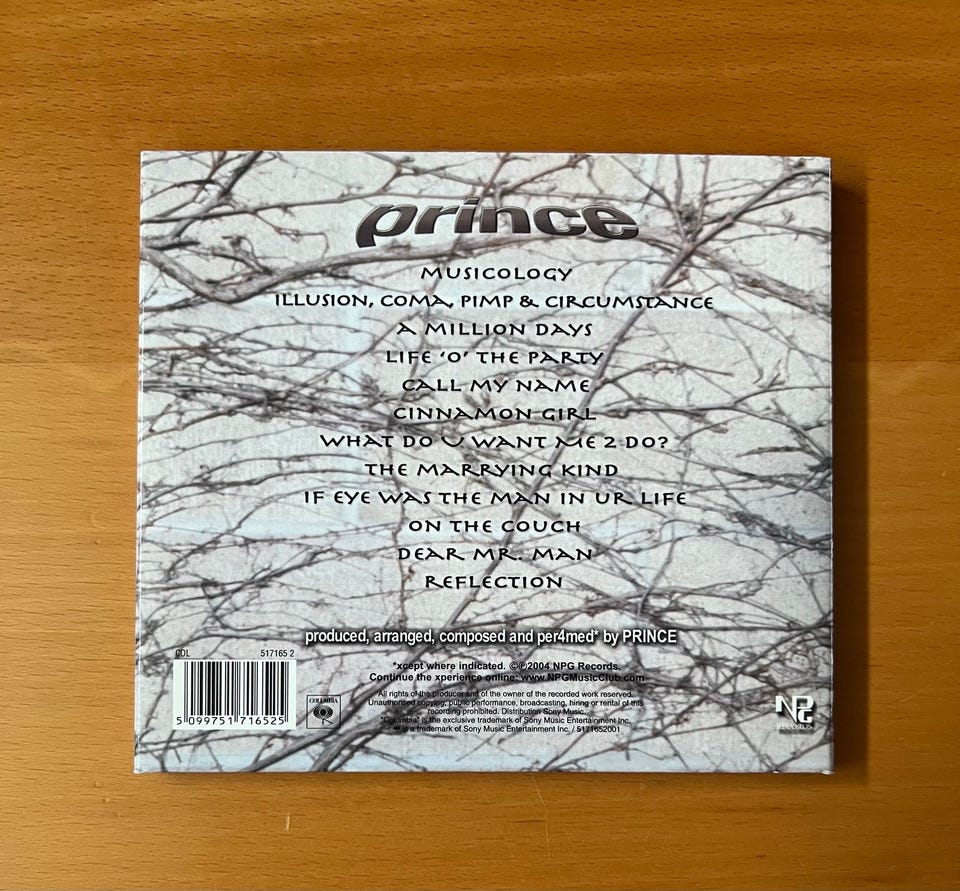 prince
MUSICOLOGY
ILLUSION, COMA, PIMP & CIRCUMSTANCE
A MILLION DAYS
LIFE ‘O’ THE PARTY
CALL MY NAME
CINNAMON GIRL
WHAT DO U WANT ME 2 DO?
THE MARRYING KIND
IF EYE WAS THE MAN IN UR LIFE
ON THE COUCH
DEAR MR. MAN
REFLECTION
produced, arranged, composed and per4med* by PRINCE
*xcept where indicated. ©℗2004 NPG Records.
Continue the xperience online: www.NPGMusicClub.com
CDL 517165 2
5 099751 716525
COLUMBIA
All rights of the producer and of the owner of the recorded work reserved.
Unauthorised copying, public performance, broadcasting, hiring or rental of this
recording prohibited. Distribution Sony Music
"Columbia" is the exclusive trademark of Sony Music Entertainment Inc.
is a trademark of Sony Music Entertainment Inc. / 5171652001
NPG
RECORDS